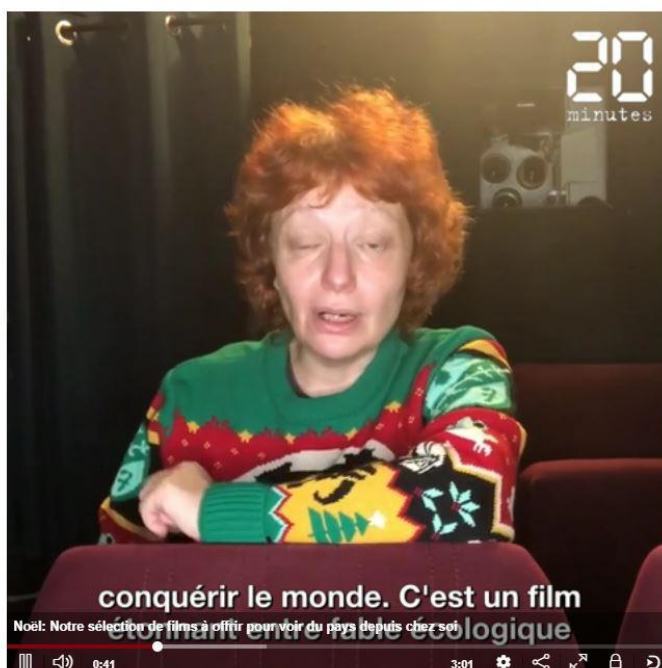 20
minutes
conquérir le monde. C'est un film
Noël: Notre sélection de films à offrir pour voir du pays depuis chez soi
étonnant entre fable écologique
0:41
3:01